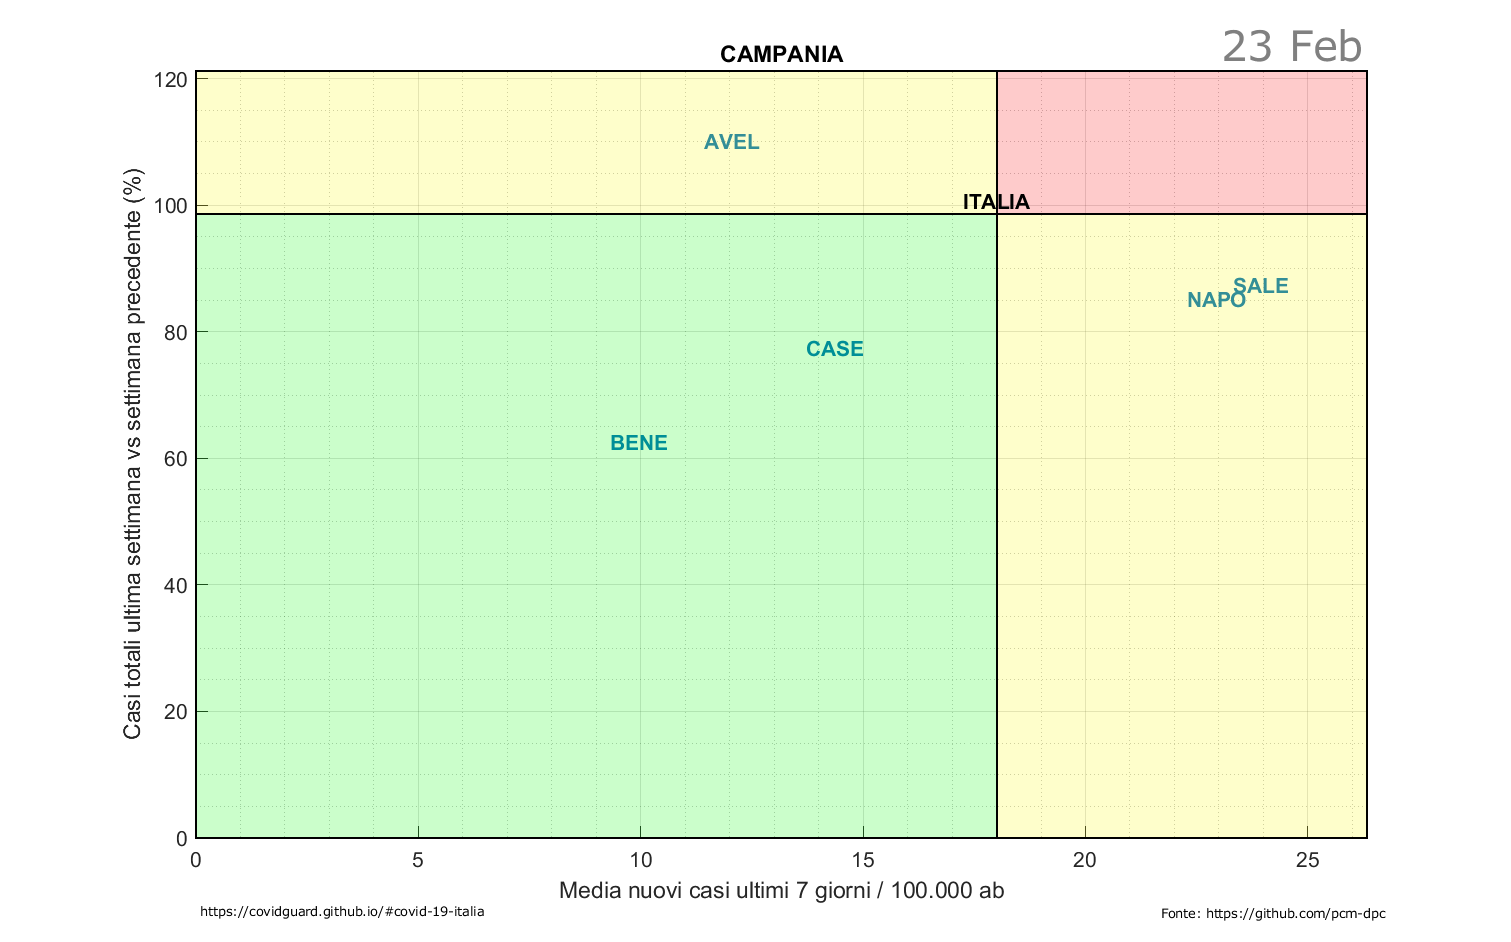 23 Feb
CAMPANIA
120
100
80
60
40
20
0
Casi totali ultima settimana vs settimana precedente (%)
AVEL
ITALIA
SALE
NAPO
CASE
BENE
0 5 10 15 20 25
Media nuovi casi ultimi 7 giorni / 100.000 ab
https://covidguard.github.io/#covid-19-italia
Fonte: https://github.com/pcm-dpc